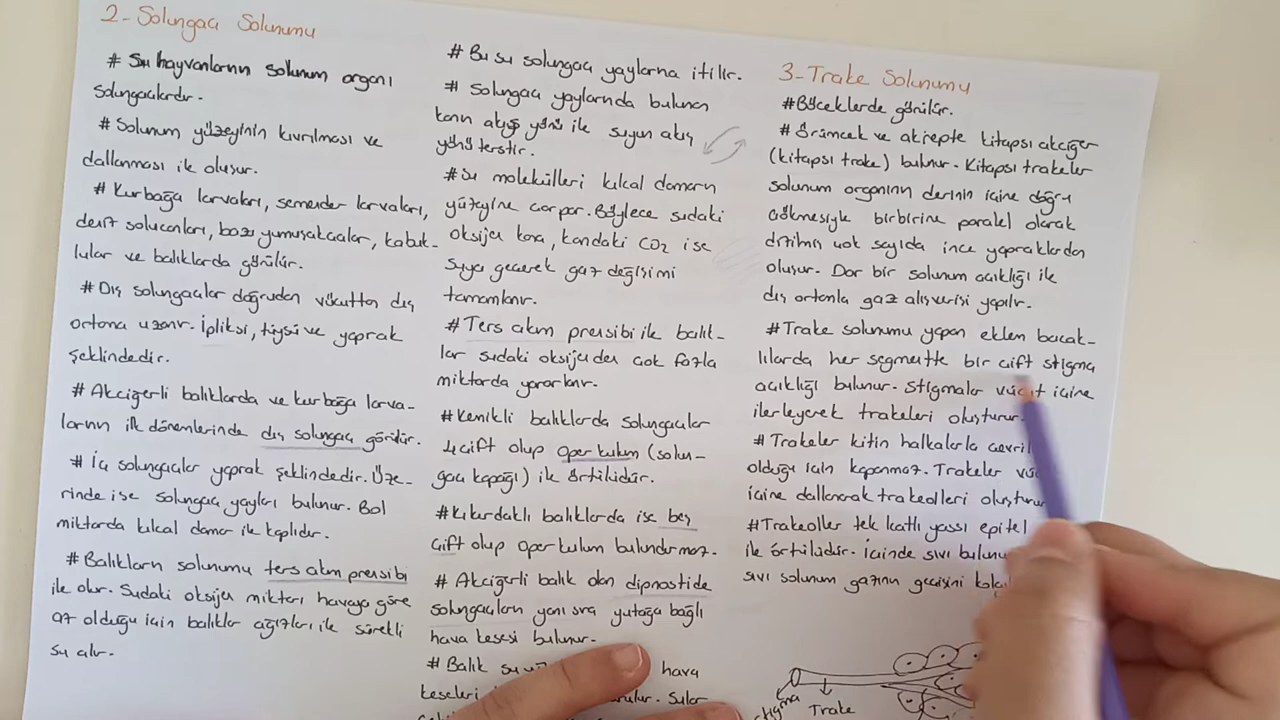 2- Solungaç Solunumu
# Su hayvanlarının solunum organı
solungaçlardır.
# Solunum yüzeyinin kıvrılması ve
dallanması ile oluşur.
# Kurbağa larvaları, semender larvaları,
deniz solucanları, bazı yumuşakçalar, kabuk-
lular ve balıklarda görülür.
# Dış solungaçlar doğrudan vücuttan dış
ortama uzanır. İpliksi, tüysü ve yaprak
şeklindedir.
# Akciğerli balıklarda ve kurbağa larva-
larının ilk dönemlerinde dış solungaç görülür.
# İç solungaçlar yaprak şeklindedir. Üze-
rinde ise solungaç yayları bulunur. Bol
miktarda kılcal damar ile kaplıdır.
# Balıkların solunumu ters akım prensibi
ile olur. Sudaki oksijen miktarı havaya göre
az olduğu için balıklar ağızları ile sürekli
su alır.
# Bu su solungaç yaylarına itilir.
# Solungaç yaylarında bulunan
kanın akış yönü ile suyun akış
yönü terstir.
# Su molekülleri kılcal damarın
yüzeyine çarpar. Böylece sudaki
oksijen kana, kandaki CO₂ ise
suya geçerek gaz değişimi
tamamlanır.
# Ters akım prensibi ile balık-
lar sudaki oksijenden çok fazla
miktarda yararlanır.
# Kemikli balıklarda solungaçlar
4 çift olup operkulum (solun-
gaç kapağı) ile örtülüdür.
# Kıkırdaklı balıklarda ise beş
çift olup operkulum bulundurmaz.
# Akciğerli balık olan dipnostide
solungaçların yanı sıra yutağa bağlı
hava kesesi bulunur.
# Balık su hava
keseleri
3- Trake Solunumu
# Böceklerde görülür.
# Örümcek ve akrepte kitapsı akciğer
(kitapsı trake) bulunur. Kitapsı trakeler
solunum organının derinin içine doğru
çökmesiyle birbirine paralel olarak
dizilmiş çok sayıda ince yapraklardan
oluşur. Dar bir solunum açıklığı ile
dış ortamla gaz alışverişi yapılır.
# Trake solunumu yapan eklem bacak-
lılarda her segmentte bir çift stigma
açıklığı bulunur. Stigmalar vücut içine
ilerleyerek trakeleri oluşturur.
# Trakeler kitin halkalarla çevrili
olduğu için kapanmaz. Trakeler
içine dallanarak trakeolleri oluşturur
# Trakeoller tek katlı yassı epitel
ile örtülüdür. İçinde sıvı bulunu
sıvı solunum gazının geçişini
Stigma
Trake